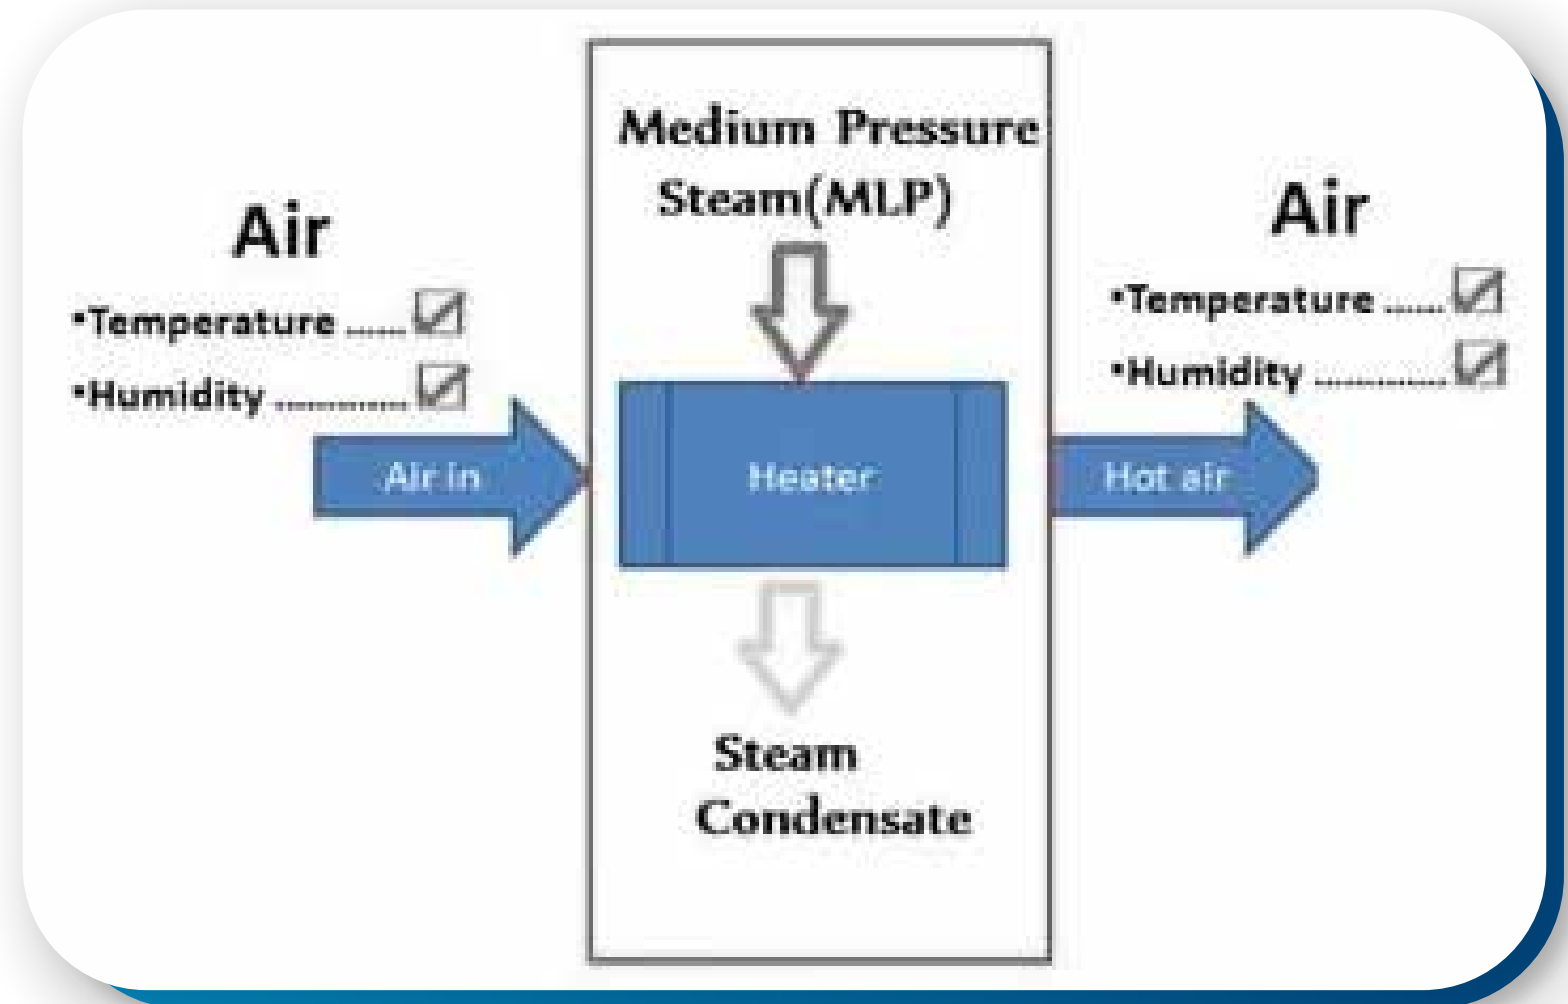 Air
•Temperature ......
•Humidity .............
Air in
Medium Pressure
Steam(MLP)
Heater
Steam
Condensate
Air
•Temperature ......
•Humidity .............
Hot air